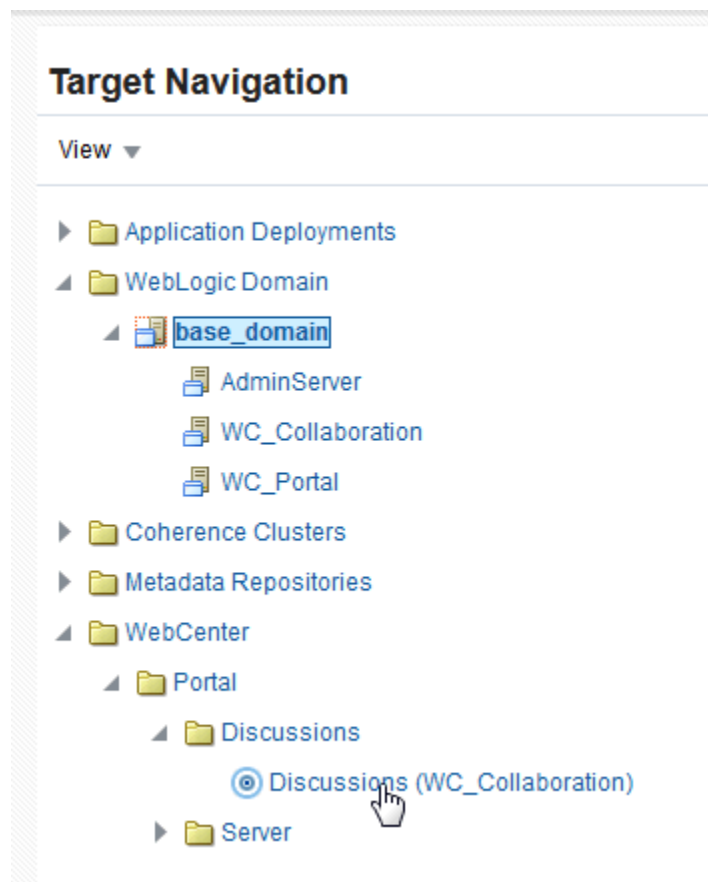 Target Navigation
View
Application Deployments
WebLogic Domain
base_domain
AdminServer
WC_Collaboration
WC_Portal
Coherence Clusters
Metadata Repositories
WebCenter
Portal
Discussions
Discussions (WC_Collaboration)
Server